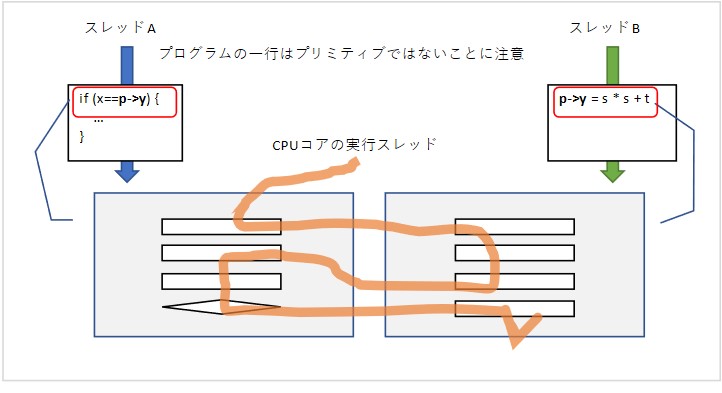 スレッドA
スレッドB
プログラムの一行はプリミティブではないことに注意
if (x==p->y) {
...
}
p->y = s * s + t
CPUコアの実行スレッド